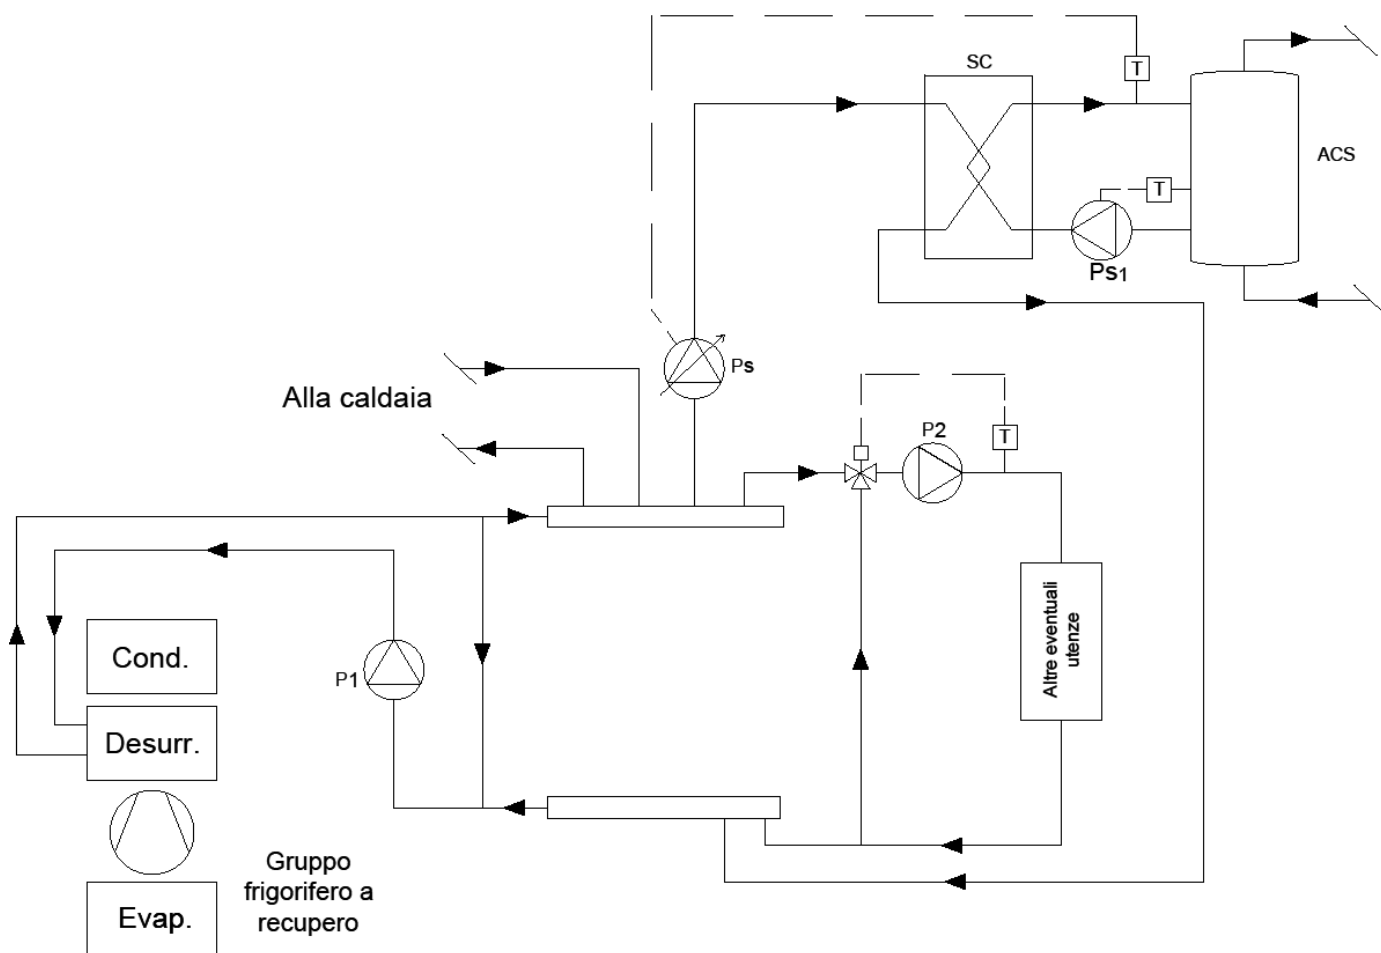 SC
T
ACS
T
Ps1
Ps
Alla caldaia
P2
T
Altre eventuali
utenze
Cond.
P1
Desurr.
Gruppo
frigorifero a
recupero
Evap.